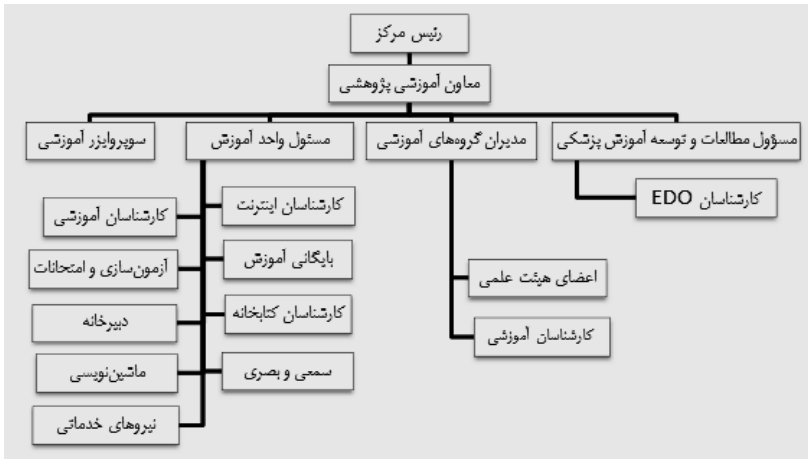 رئیس مرکز
معاون آموزشی پژوهشی
مسؤول مطالعات و توسعه آموزش پزشکی
مدیران گروه‌های آموزشی
مسئول واحد آموزش
سوپروایزر آموزشی
کارشناسان EDO
کارشناسان اینترنت
کارشناسان آموزشی
بایگانی آموزش
آزمون‌سازی و امتحانات
اعضای هیئت علمی
کارشناسان کتابخانه
دبیرخانه
کارشناسان آموزشی
سمعی و بصری
ماشین‌نویسی
نیروهای خدماتی